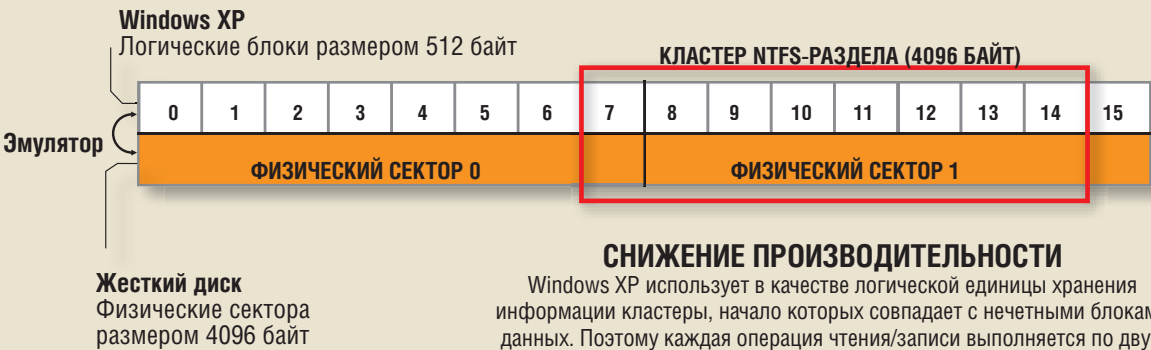 Windows XP
Логические блоки размером 512 байт
КЛАСТЕР NTFS-РАЗДЕЛА (4096 БАЙТ)
0 1 2 3 4 5 6 7 8 9 10 11 12 13 14 15
Эмулятор
ФИЗИЧЕСКИЙ СЕКТОР 0 ФИЗИЧЕСКИЙ СЕКТОР 1
Жесткий диск
Физические сектора
размером 4096 байт
СНИЖЕНИЕ ПРОИЗВОДИТЕЛЬНОСТИ
Windows XP использует в качестве логической единицы хранения
информации кластеры, начало которых совпадает с нечетными блокам
данных. Поэтому каждая операция чтения/записи выполняется по дву